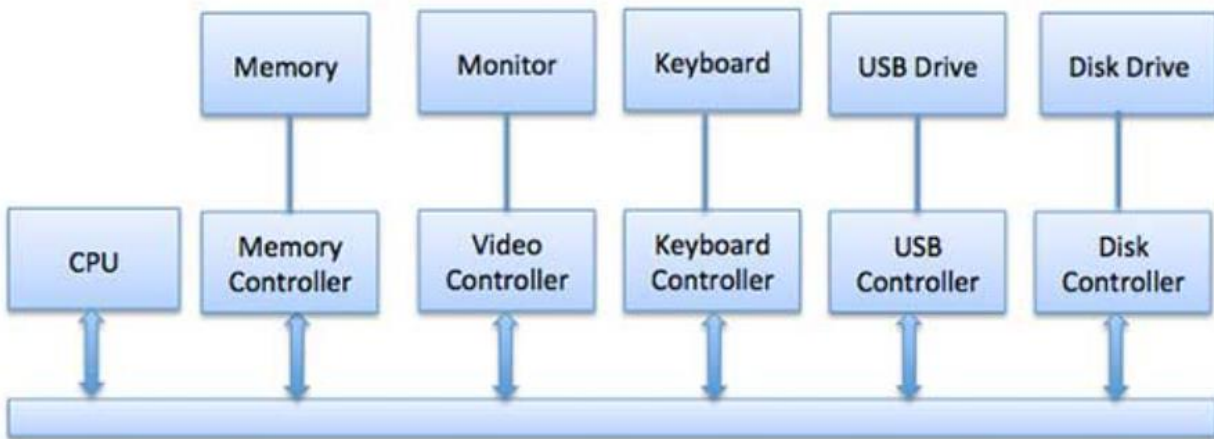 Memory
Monitor
Keyboard
USB Drive
Disk Drive
CPU
Memory
Controller
Video
Controller
Keyboard
Controller
USB
Controller
Disk
Controller